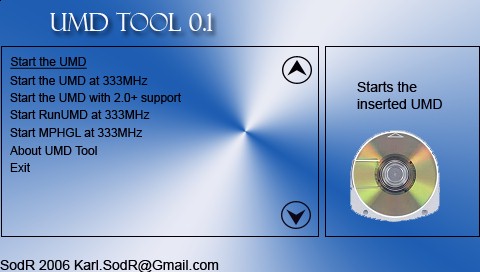 UMD TOOL 0.1
Start the UMD
Start the UMD at 333MHz
Start the UMD with 2.0+ support
Start RunUMD at 333MHz
Start MPHGL at 333MHz
About UMD Tool
Exit
Starts the
inserted UMD
SodR 2006 Karl.SodR@Gmail.com